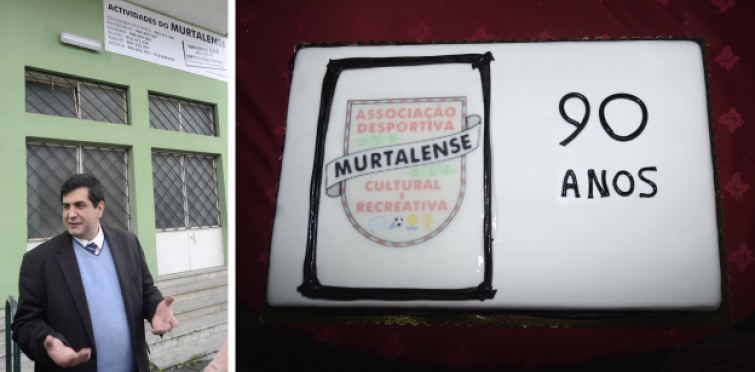 ACTIVIDADES DO MURTALENSE
ASSOCIAÇÃO
DESPORTIVA
MURTALENSE
CULTURAL
E
RECREATIVA
90
ANOS